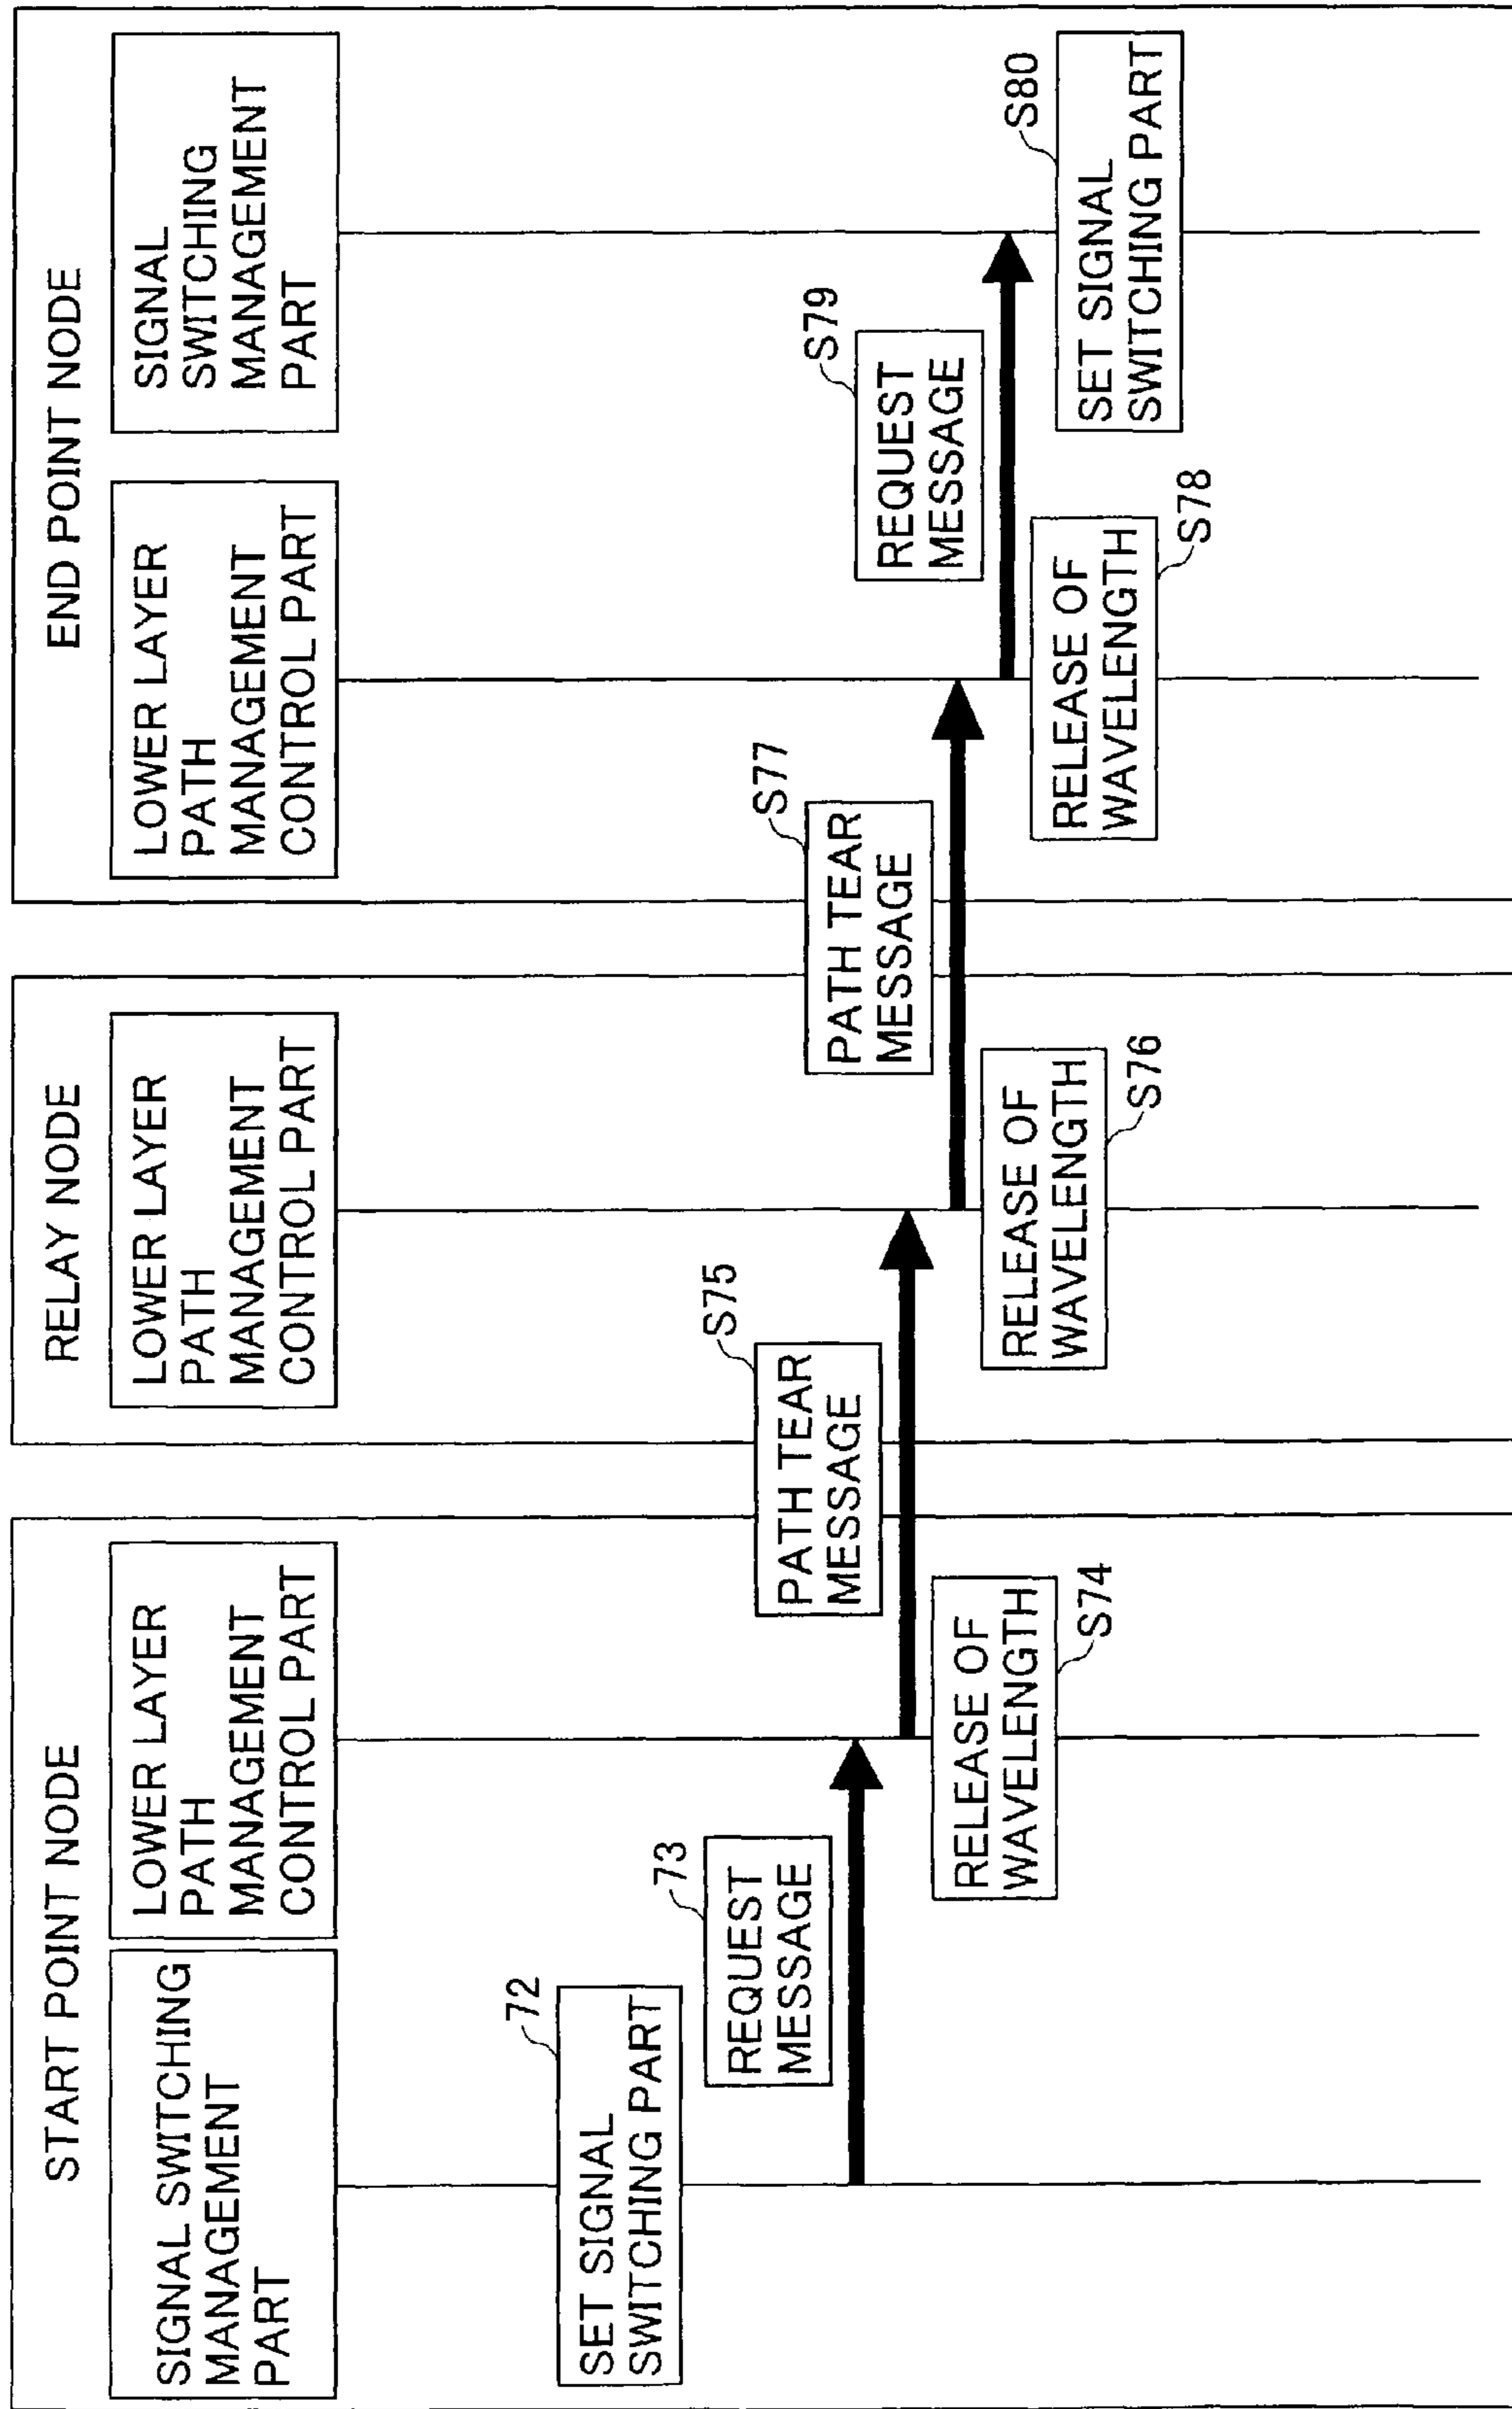 START POINT NODE
SIGNAL SWITCHING
MANAGEMENT
PART
LOWER LAYER
PATH
MANAGEMENT
CONTROL PART
RELAY NODE
LOWER LAYER
PATH
MANAGEMENT
CONTROL PART
END POINT NODE
LOWER LAYER
PATH
MANAGEMENT
CONTROL PART
SIGNAL
SWITCHING
MANAGEMENT
PART
72
SET SIGNAL
SWITCHING PART
73
REQUEST
MESSAGE
RELEASE OF
WAVELENGTH
S74
S75
PATH TEAR
MESSAGE
RELEASE OF
WAVELENGTH
S76
S77
PATH TEAR
MESSAGE
RELEASE OF
WAVELENGTH
S78
S79
REQUEST
MESSAGE
S80
SET SIGNAL
SWITCHING PART